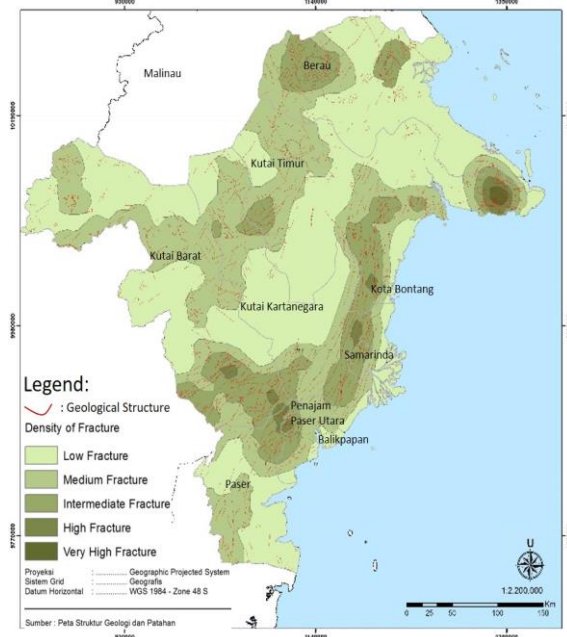 Berau
Malinau
Kutai Timur
Kutai Barat
Kota Bontang
Kutai Kartanegara
Samarinda
Penajam
Paser Utara
Balikpapan
Paser
Legend:
: Geological Structure
Density of Fracture
Low Fracture
Medium Fracture
Intermediate Fracture
High Fracture
Very High Fracture
Proyeksi : .............. Geographic Projected System
Sistem Grid : .............. Geografis
Datum Horizontal : .............. WGS 1984 - Zone 48 S
Sumber : Peta Struktur Geologi dan Patahan
U
1:2.200.000
0 25 50 100 150
Km
10190000
9980000
9770000